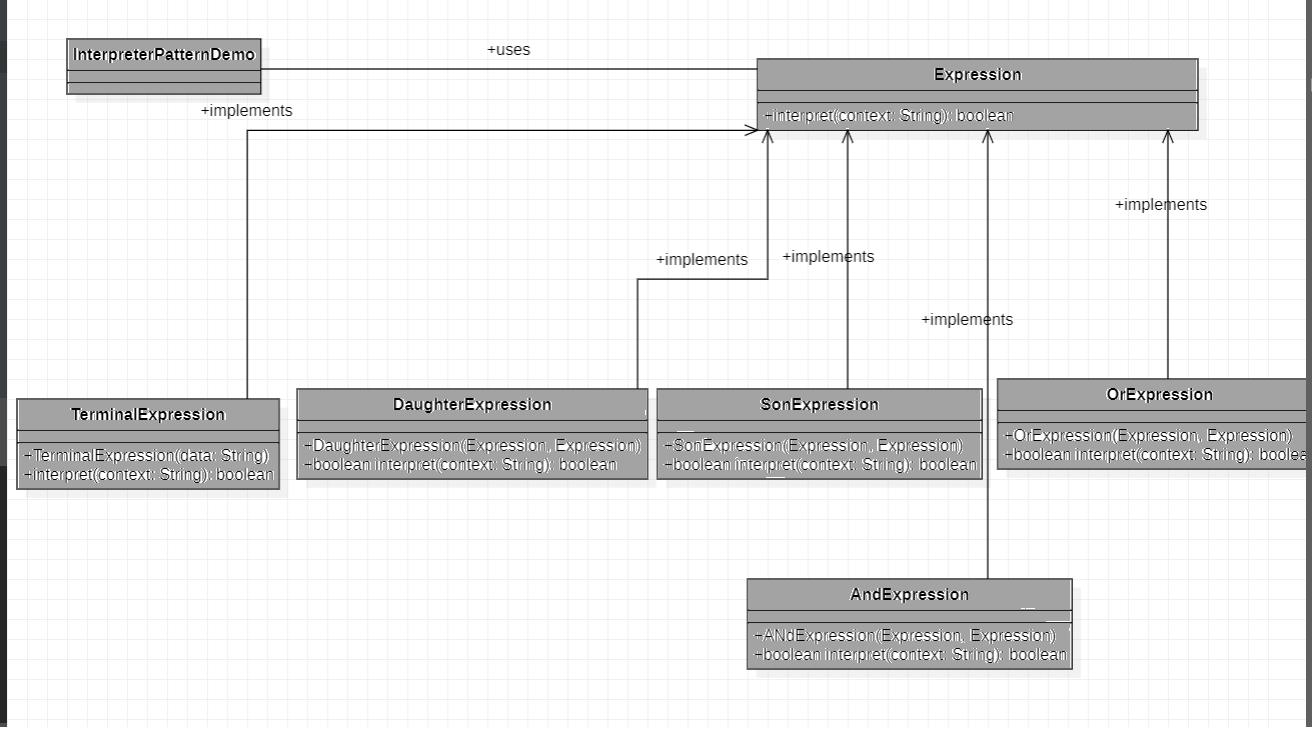 InterpreterPatternDemo
+uses
Expression
+interpret(context: String): boolean
+implements
+implements
+implements
+implements
+implements
TerminalExpression
+TerminalExpression(data: String)
+interpret(context: String): boolean
DaughterExpression
+DaughterExpression(Expression, Expression)
+boolean interpret(context: String): boolean
SonExpression
+SonExpression(Expression, Expression)
+boolean interpret(context: String): boolean
OrExpression
+OrExpression(Expression, Expression)
+boolean interpret(context: String): boolea
AndExpression
+ANdExpression(Expression, Expression)
+boolean interpret(context: String): boolean